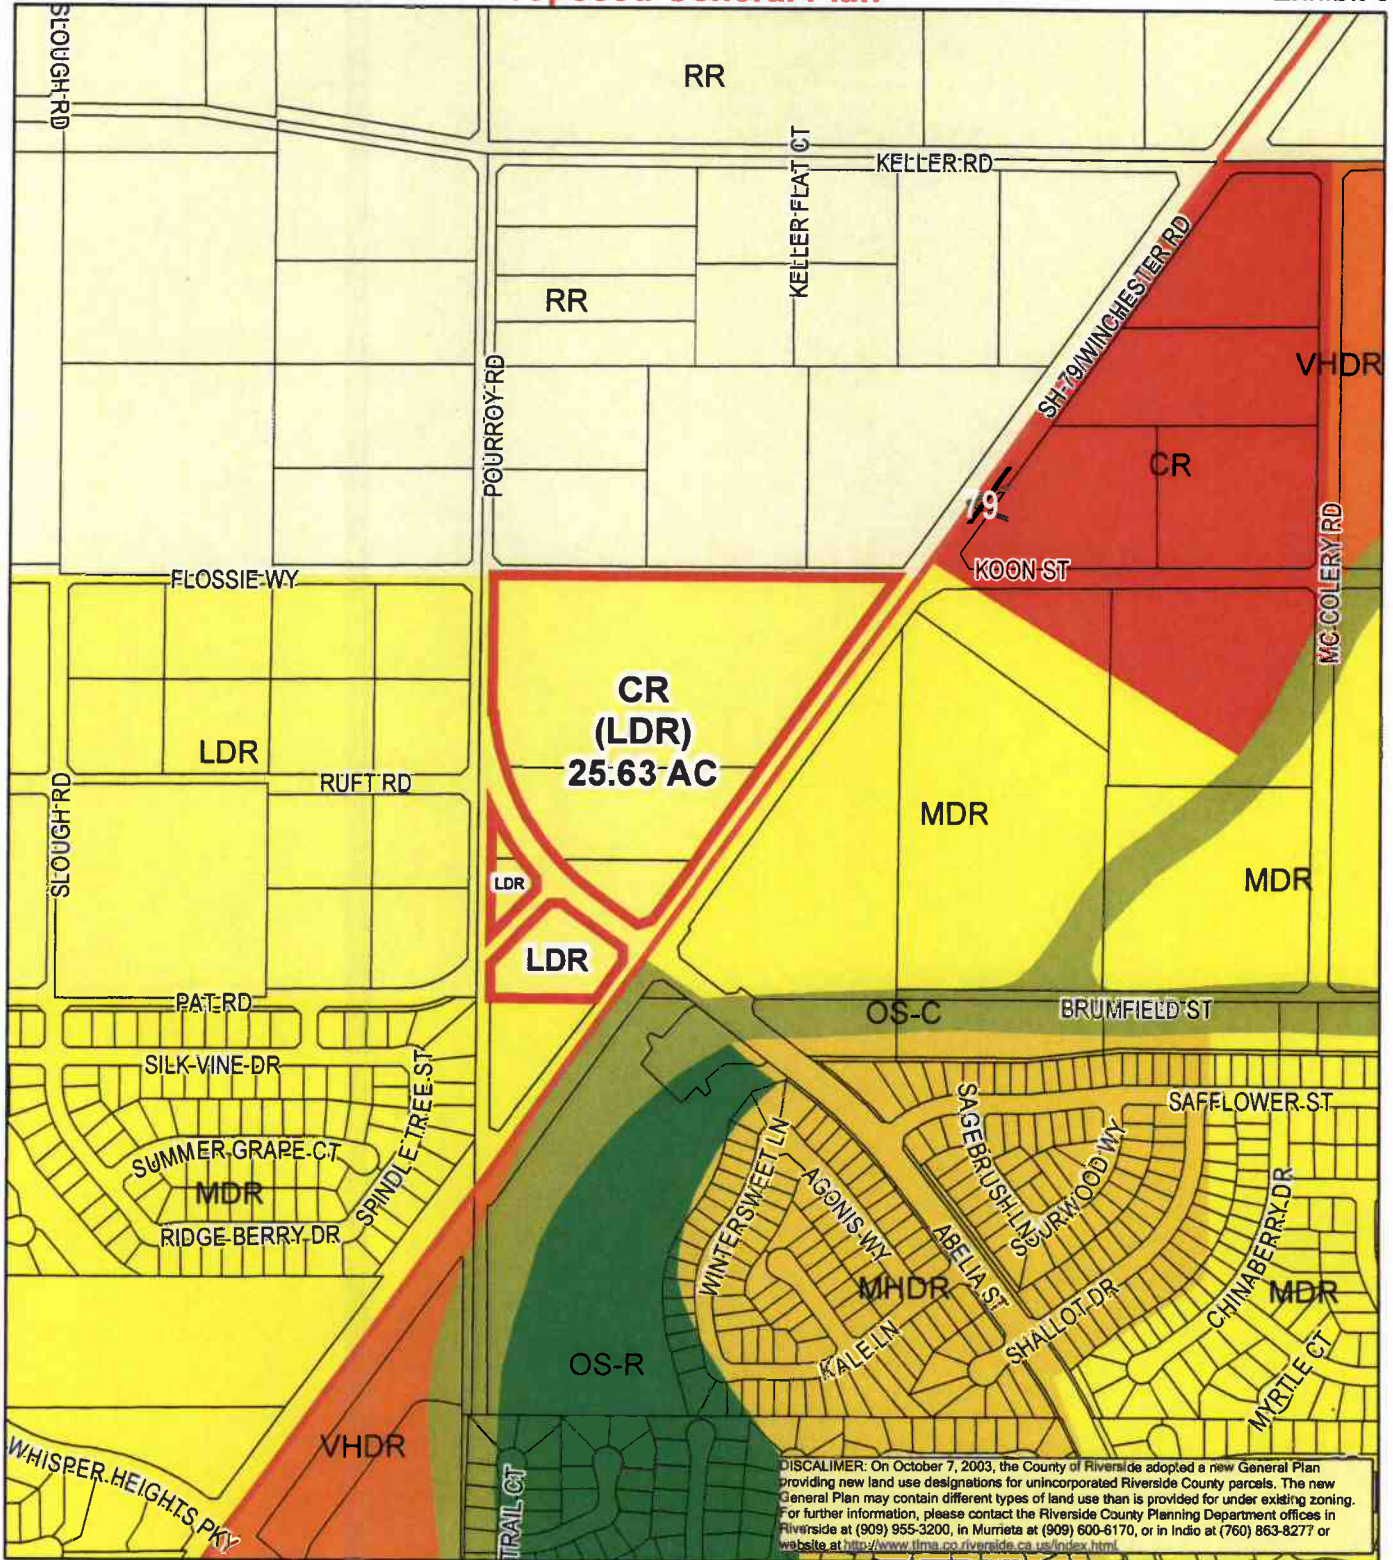 RR
SLOUGH RD
KELLER RD
KELLER FLAT CT
RR
SH-79/WINCHESTER RD
VHDR
POURROY RD
CR
79
KOON ST
MC COLERY RD
FLOSSIE WY
CR
(LDR)
25.63 AC
LDR
RUFT RD
SLOUGH RD
MDR
MDR
LDR
LDR
PAT RD
OS-C
BRUMFIELD ST
SILK VINE DR
SPINDLE TREE ST
SAFFLOWER ST
SAGEBRUSH LN
SOURWOOD WY
SUMMER GRAPE CT
MDR
RIDGE BERRY DR
WINTERSWEET LN
AGONIS WY
ABELIA ST
CHINABERRY DR
MHDR
MDR
SHALLOT DR
KALE LN
MYRTLE CT
OS-R
VHDR
WHISPER HEIGHTS PKY
TRAIL CT
DISCALIMER: On October 7, 2003, the County of Riverside adopted a new General Plan
providing new land use designations for unincorporated Riverside County parcels. The new
General Plan may contain different types of land use than is provided for under existing zoning.
For further information, please contact the Riverside County Planning Department offices in
Riverside at (909) 955-3200, in Murrieta at (909) 600-6170, or in Indio at (760) 863-8277 or
website at http://www.tlma.co.riverside.ca.us/index.html